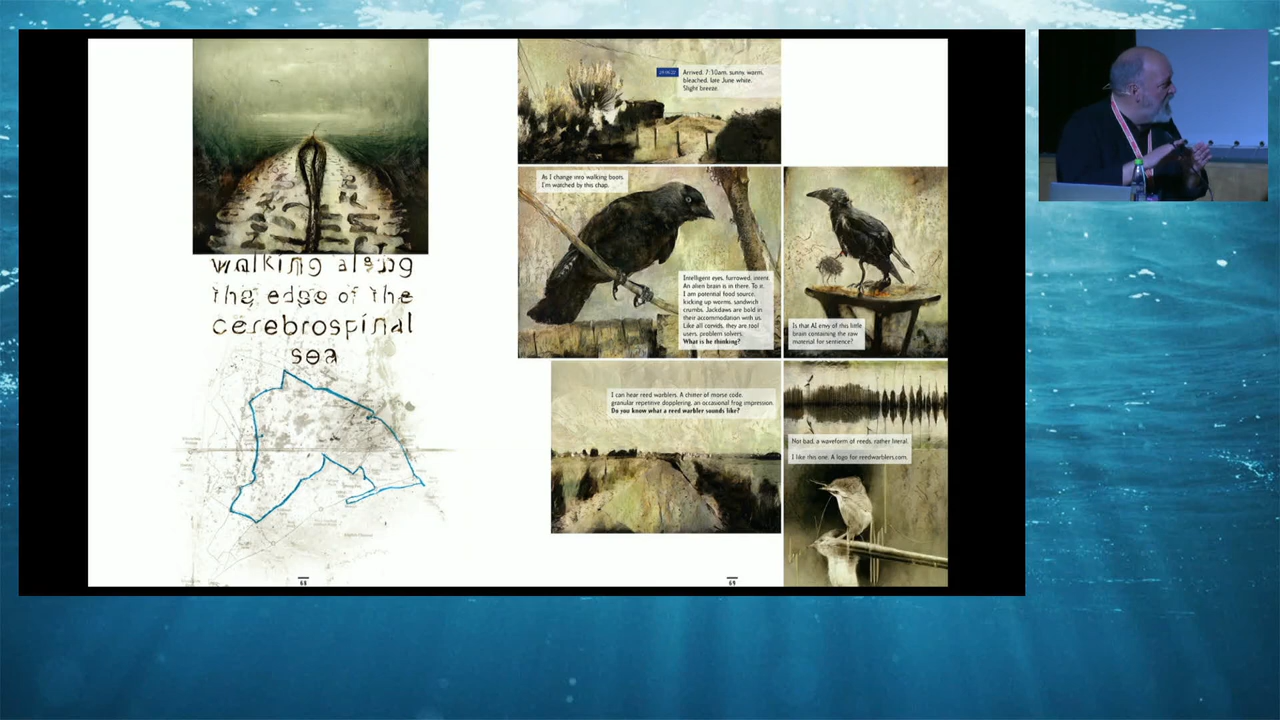 walking along
the edge of the
cerebrospinal
sea
68
Arrived. 7:30am, sunny, warm,
bleached, late June white.
Slight breeze.
As I change into walking boots,
I'm watched by this chap.
Intelligent eyes, furrowed, intent
An alien brain is in there. To it,
I am potential food source,
kicking up worms, sandwich
crumbs. Jackdaws are bold in
their accommodation with us.
Like all corvids, they are tool
users, problem solvers.
What is he thinking?
Is that AI envy of this little
brain containing the raw
material for sentience?
I can hear reed warblers. A chitter of morse code,
granular repetitive dopplering, an occasional frog impression.
Do you know what a reed warbler sounds like?
Not bad, a waveform of reeds, rather literal.
I like this one. A logo for reedwarblers.com.
69